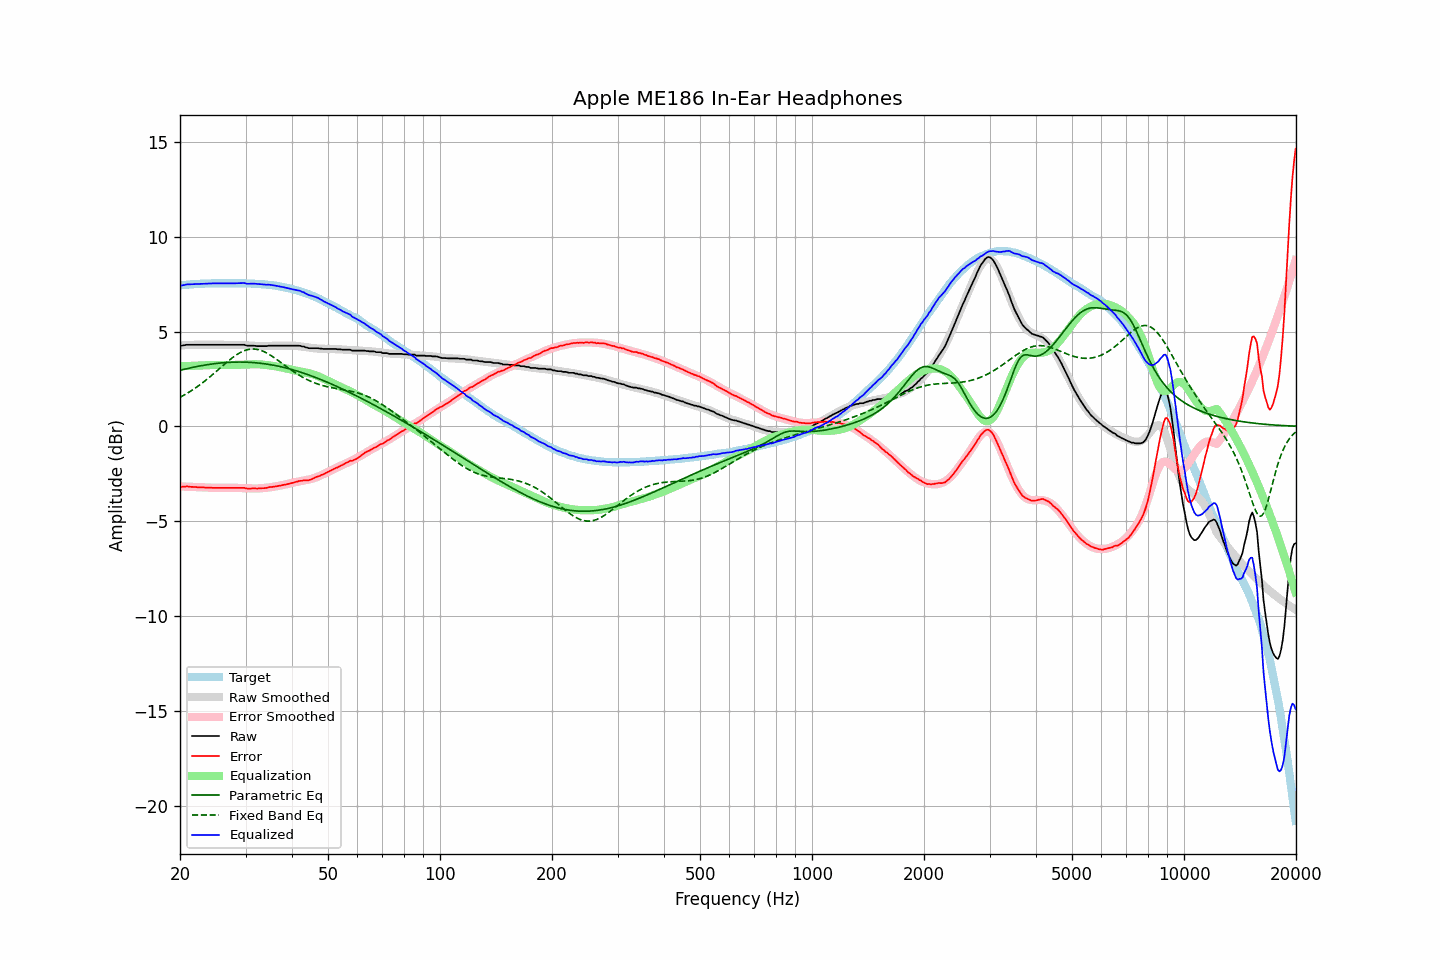 Apple ME186 In-Ear Headphones
Amplitude (dBr)
15
10
5
0
−5
−10
−15
−20
Target
Raw Smoothed
Error Smoothed
Raw
Error
Equalization
Parametric Eq
Fixed Band Eq
Equalized
20 50 100 200 500 1000 2000 5000 10000 20000
Frequency (Hz)